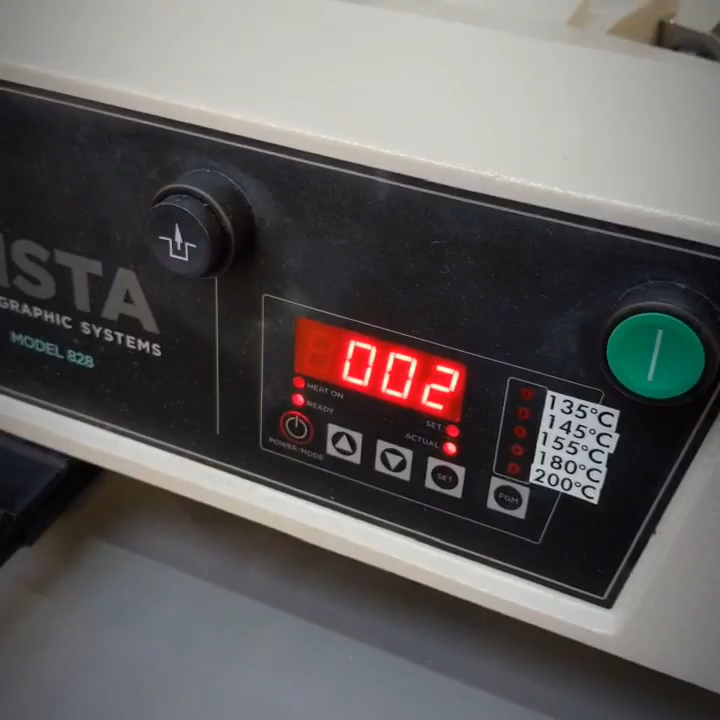 ISTA
GRAPHIC SYSTEMS
MODEL 828
002
HEAT ON
READY
SET
ACTUAL
POWER/MODE
SET
PGM
135°C
145°C
155°C
180°C
200°C